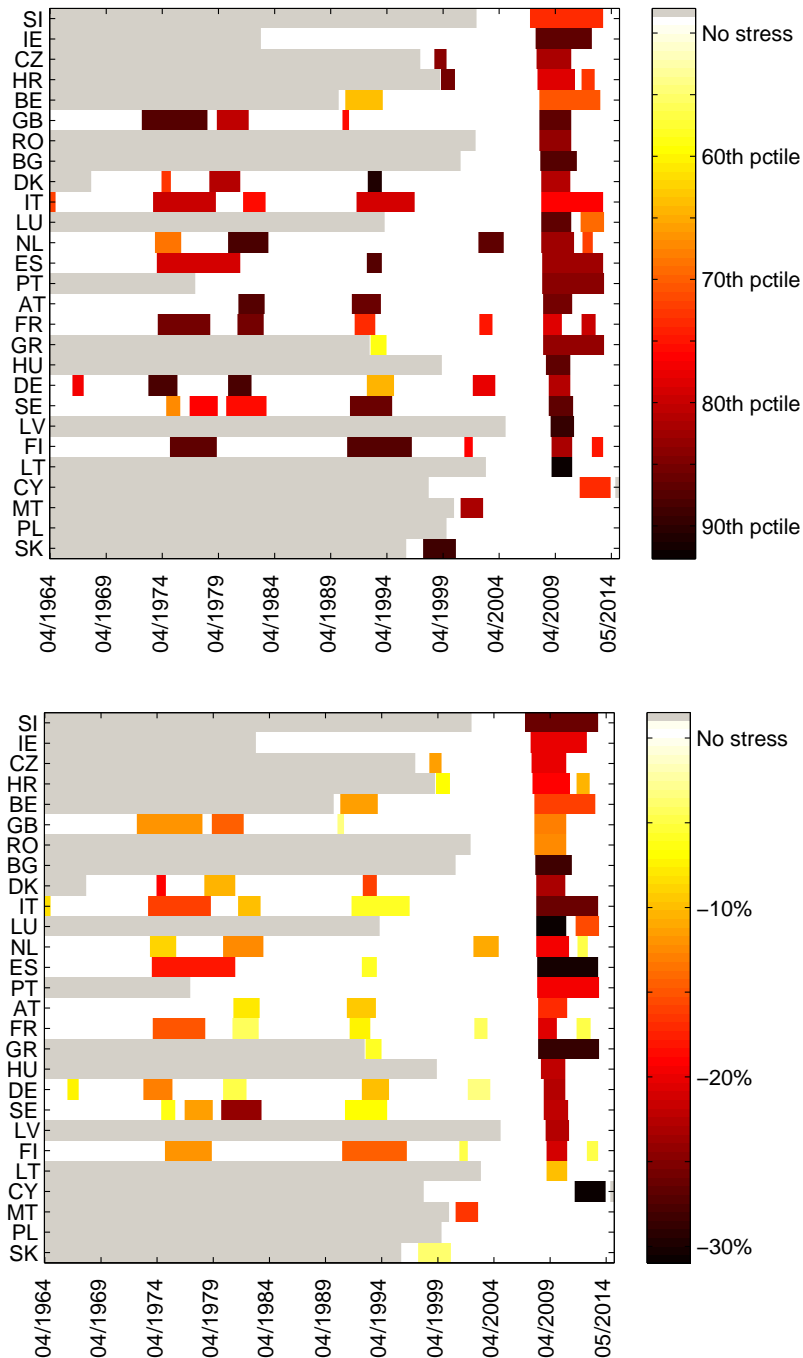 SI
IE
CZ
HR
BE
GB
RO
BG
DK
IT
LU
NL
ES
PT
AT
FR
GR
HU
DE
SE
LV
FI
LT
CY
MT
PL
SK
04/1964
04/1969
04/1974
04/1979
04/1984
04/1989
04/1994
04/1999
04/2004
04/2009
05/2014
No stress
60th pctile
70th pctile
80th pctile
90th pctile
SI
IE
CZ
HR
BE
GB
RO
BG
DK
IT
LU
NL
ES
PT
AT
FR
GR
HU
DE
SE
LV
FI
LT
CY
MT
PL
SK
04/1964
04/1969
04/1974
04/1979
04/1984
04/1989
04/1994
04/1999
04/2004
04/2009
05/2014
No stress
−10%
−20%
−30%